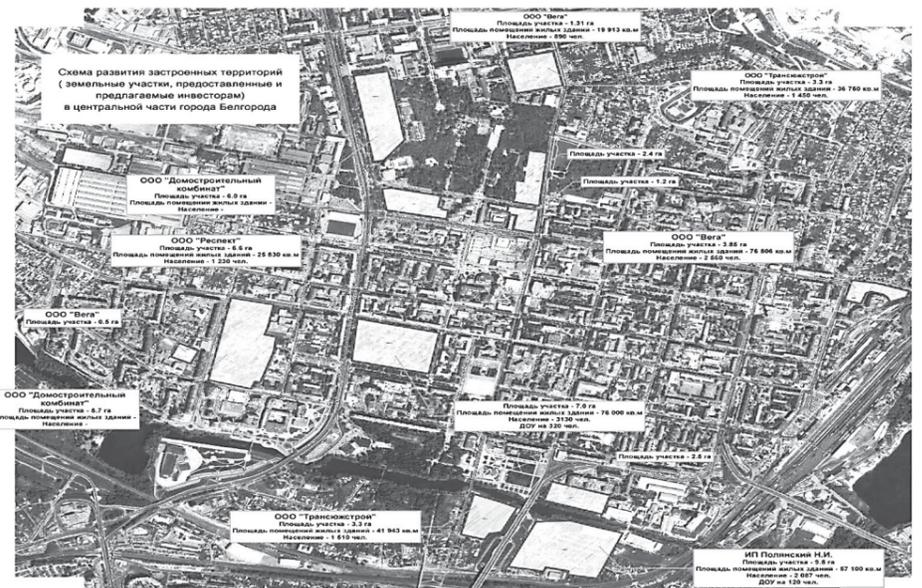 ООО "Вега"
Площадь участка - 1.31 га
Площадь помещения жилых зданий - 19 913 кв.м
Население - 890 чел.
Схема развития застроенных территорий
( земельные участки, предоставленные и
предлагаемые инвесторам)
в центральной части города Белгорода
ООО "Трансюжстрой"
Площадь участка - 3.3 га
Площадь помещений жилых зданий - 36 760 кв.м
Население - 1 450 чел.
Площадь участка - 2.4 га
Площадь участка - 1.2 га
ООО "Домостроительный
комбинат"
Площадь участка - 6.0 га
Площадь помещений жилых зданий -
Население -
ООО "Респект"
Площадь участка - 6.6 га
Площадь помещений жилых зданий - 25 830 кв.м
Население - 1 230 чел.
ООО "Вега"
Площадь участка - 3.85 га
Площадь помещений жилых зданий - 76 806 кв.м
Население - 2 550 чел.
ООО "Вега"
Площадь участка - 0.5 га
ООО "Домостроительный
комбинат"
Площадь участка - 8.7 га
площадь помещений жилых зданий -
Население -
Площадь участка - 7.0 га
Площадь помещений жилых зданий - 76 000 кв.м
Население - 3130 чел.
ДОУ на 320 чел.
Площадь участка - 2.6 га
ООО "Трансюжстрой"
Площадь участка - 3.3 га
Площадь помещений жилых зданий - 41 943 кв.м
Население - 1 610 чел.
ИП Полянский Н.И.
Площадь участка - 9.6 га
Площадь помещений жилых зданий - 57 100 кв.м
Население - 2 087 чел.
ДОУ на 120 чел.